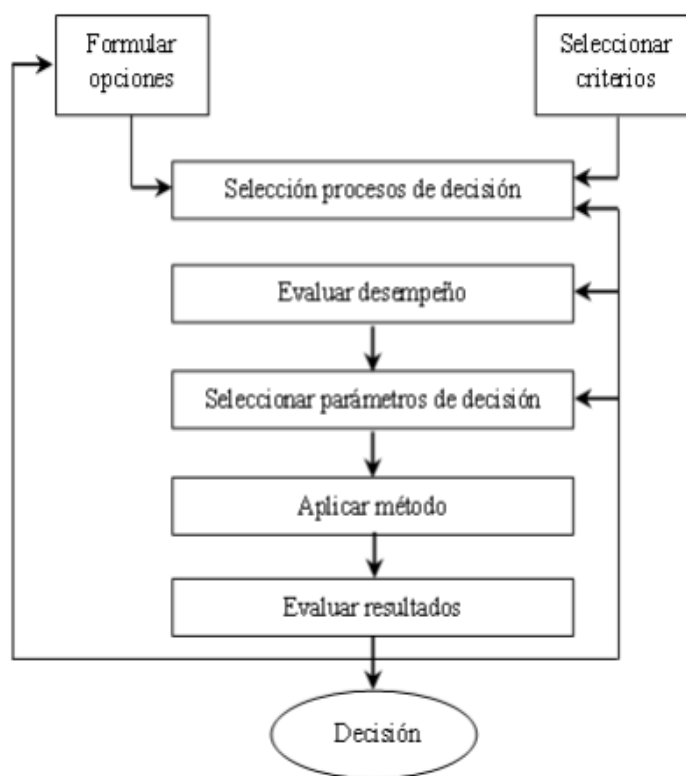 Formular
opciones
Seleccionar
criterios
Selección procesos de decisión
Evaluar desempeño
Seleccionar parámetros de decisión
Aplicar método
Evaluar resultados
Decisión